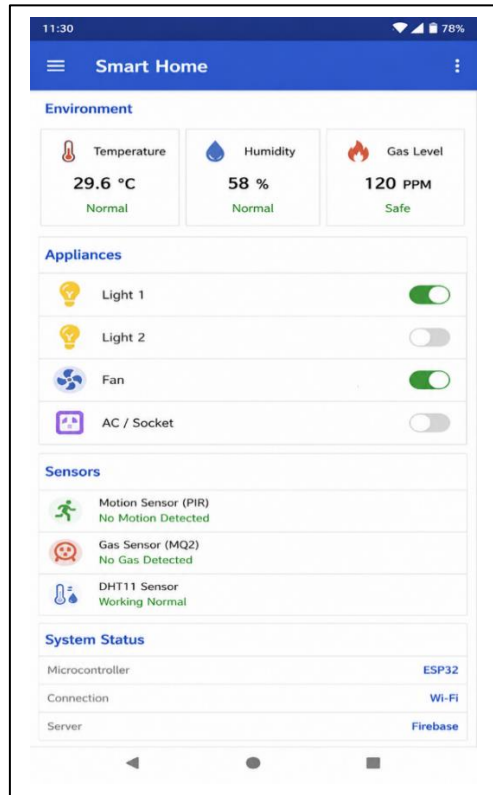 11:30 78%
Smart Home
Environment
Temperature Humidity Gas Level
29.6 °C 58 % 120 PPM
Normal Normal Safe
Appliances
Light 1
Light 2
Fan
AC / Socket
Sensors
Motion Sensor (PIR)
No Motion Detected
Gas Sensor (MQ2)
No Gas Detected
DHT11 Sensor
Working Normal
System Status
Microcontroller ESP32
Connection Wi-Fi
Server Firebase